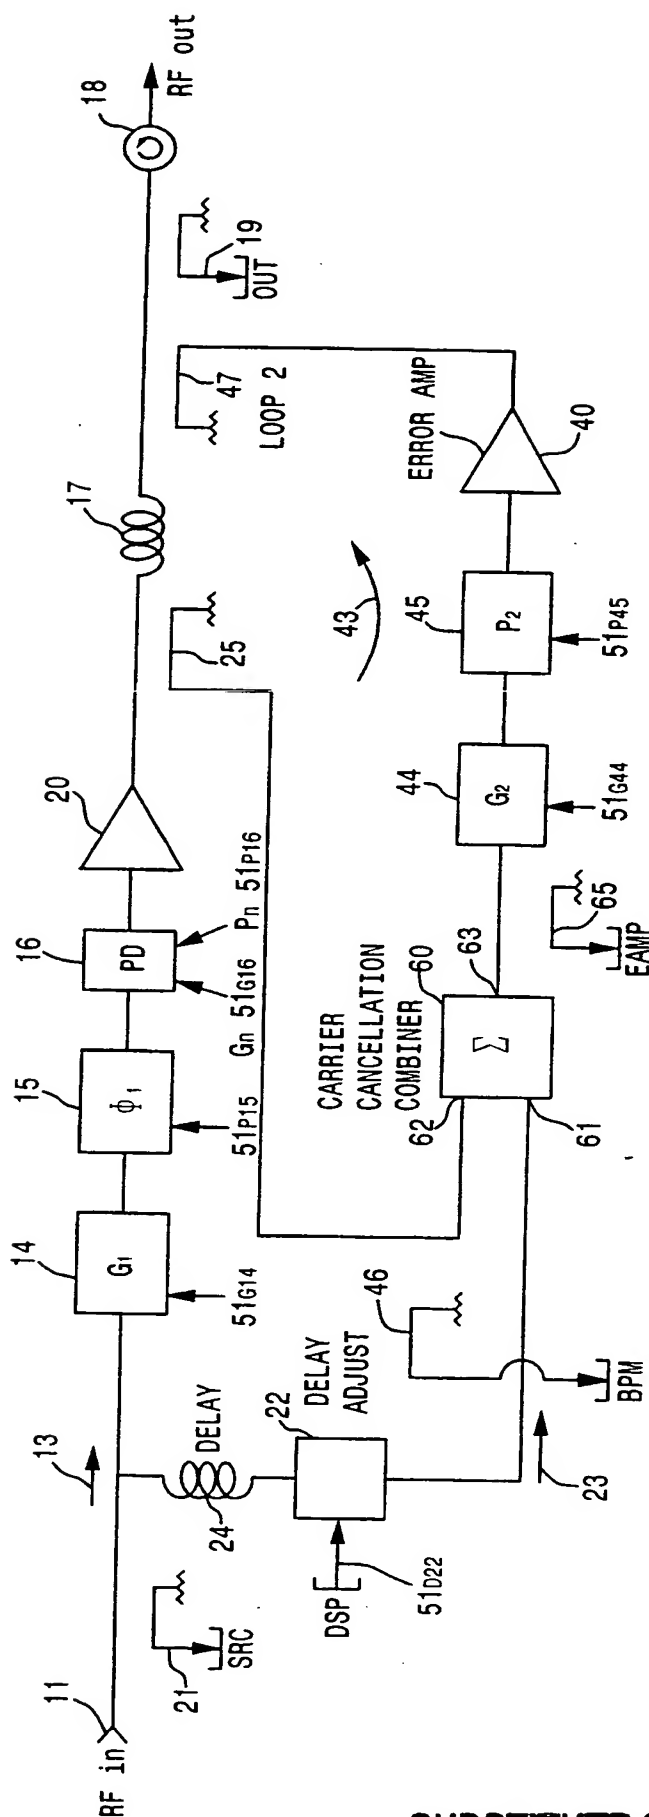 RF in
11
13
14
G1
51G14
15
Φ1
51P15
16
PD
Gn 51G16
Pn 51P16
20
17
25
18
RF out
19
OUT
47
LOOP 2
21
SRC
DELAY
24
22
DELAY
ADJUST
DSP
51D22
23
46
BPM
CARRIER
CANCELLATION
COMBINER
60
62
61
63
Σ
65
EAMP
44
G2
51G44
43
45
P2
51P45
ERROR AMP
40